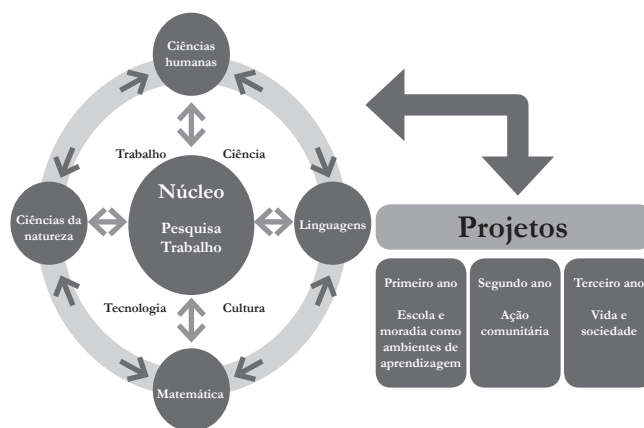 Ciências
humanas
Trabalho
Ciência
Núcleo
Pesquisa
Trabalho
Ciências da
natureza
Linguagens
Tecnologia
Cultura
Matemática
Projetos
Primeiro ano
Escola e
moradia como
ambientes de
aprendizagem
Segundo ano
Ação
comunitária
Terceiro ano
Vida e
sociedade